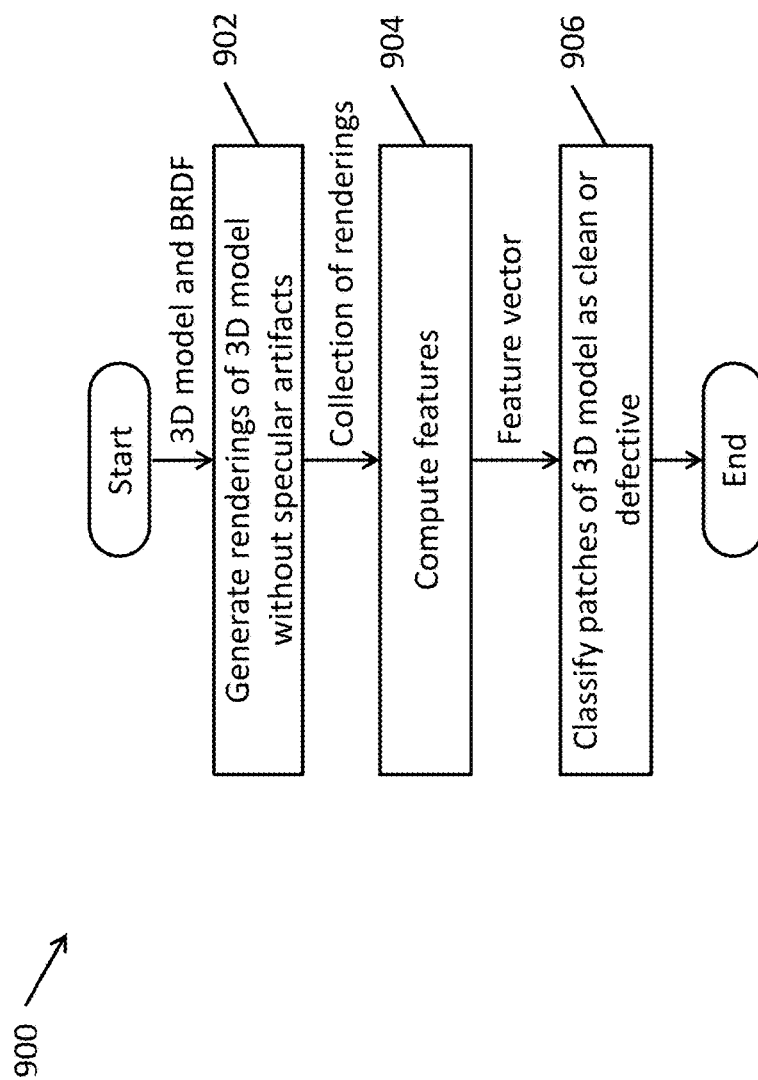 900
Start
3D model and BRDF
902
Generate renderings of 3D model
without specular artifacts
Collection of renderings
904
Compute features
Feature vector
906
Classify patches of 3D model as clean or
defective
End